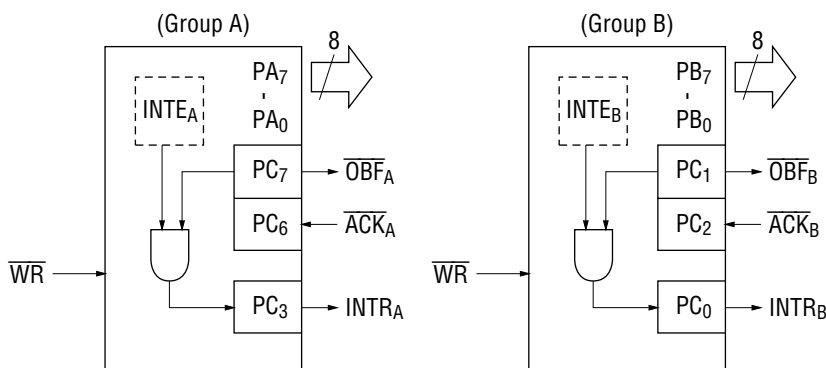 (Group A)
8
PA7
-
PA0
INTEA
PC7
OBFA
PC6
ACKA
WR
PC3
INTRA
(Group B)
8
PB7
-
PB0
INTEB
PC1
OBFB
PC2
ACKB
WR
PC0
INTRB